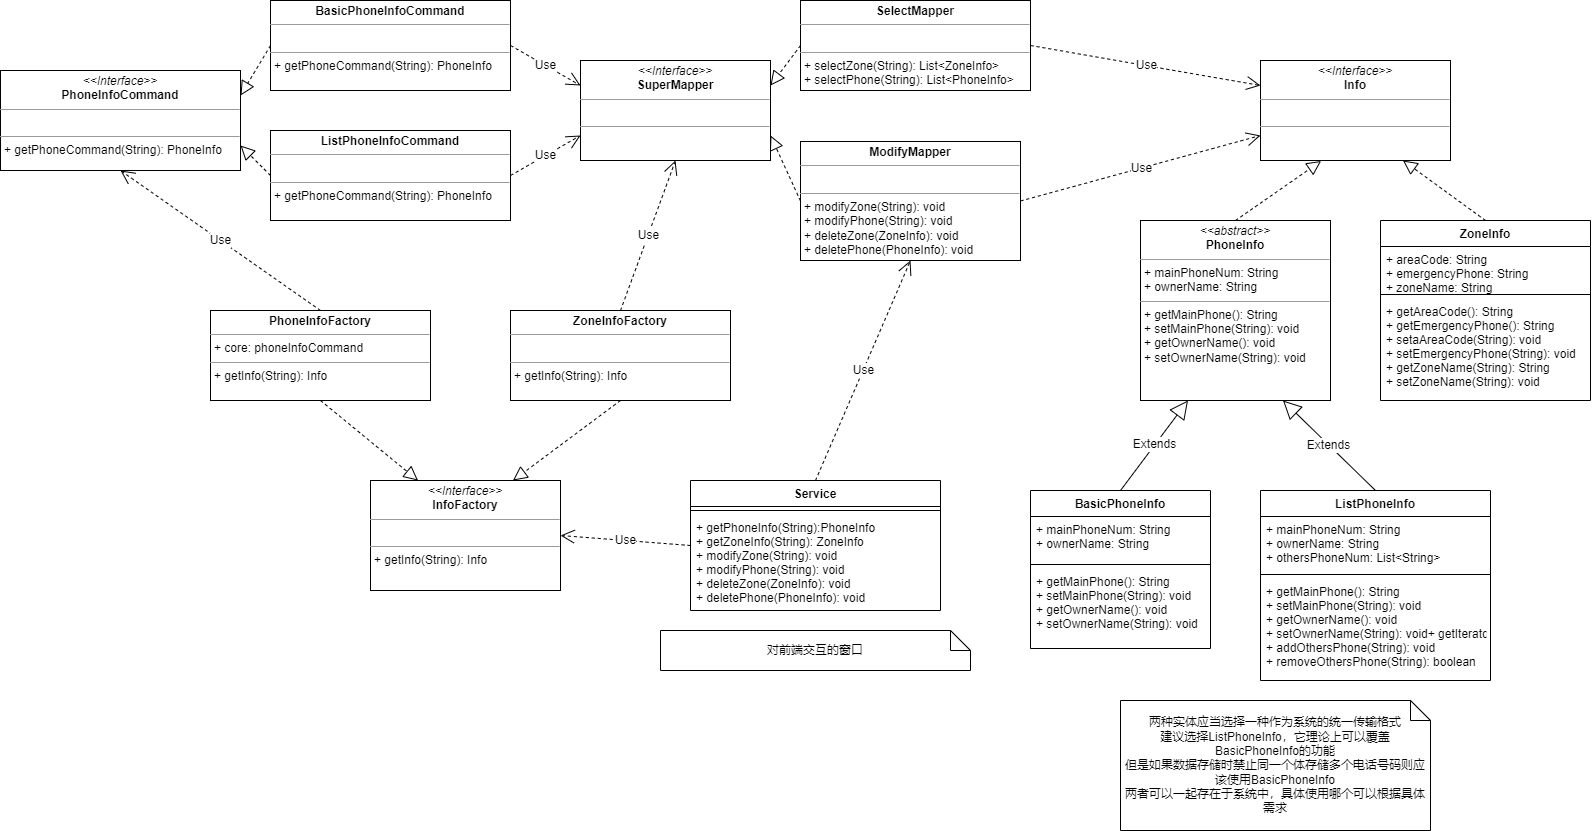 BasicPhoneInfoCommand
+ getPhoneCommand(String): PhoneInfo
<<Interface>>
PhoneInfoCommand
+ getPhoneCommand(String): PhoneInfo
ListPhoneInfoCommand
+ getPhoneCommand(String): PhoneInfo
Use
Use
<<Interface>>
SuperMapper
SelectMapper
+ selectZone(String): List<ZoneInfo>
+ selectPhone(String): List<PhoneInfo>
ModifyMapper
+ modifyZone(String): void
+ modifyPhone(String): void
+ deleteZone(ZoneInfo): void
+ deletePhone(PhoneInfo): void
Use
Use
<<Interface>>
Info
Use
Use
<<abstract>>
PhoneInfo
+ mainPhoneNum: String
+ ownerName: String
+ getMainPhone(): String
+ setMainPhone(String): void
+ getOwnerName(): void
+ setOwnerName(String): void
ZoneInfo
+ areaCode: String
+ emergencyPhone: String
+ zoneName: String
+ getAreaCode(): String
+ getEmergencyPhone(): String
+ setaAreaCode(String): void
+ setEmergencyPhone(String): void
+ getZoneName(): String
+ setZoneName(String): void
PhoneInfoFactory
+ core: phoneInfoCommand
+ getInfo(String): Info
ZoneInfoFactory
+ getInfo(String): Info
Use
Extends
Extends
<<Interface>>
InfoFactory
+ getInfo(String): Info
Use
Service
+ getPhoneInfo(String):PhoneInfo
+ getZoneInfo(String): ZoneInfo
+ modifyZone(String): void
+ modifyPhone(String): void
+ deleteZone(ZoneInfo): void
+ deletePhone(PhoneInfo): void
BasicPhoneInfo
+ mainPhoneNum: String
+ ownerName: String
+ getMainPhone(): String
+ setMainPhone(String): void
+ getOwnerName(): void
+ setOwnerName(String): void
ListPhoneInfo
+ mainPhoneNum: String
+ ownerName: String
+ othersPhoneNum: List<String>
+ getMainPhone(): String
+ setMainPhone(String): void
+ getOwnerName(): void
+ setOwnerName(String): void+ getIterato
+ addOthersPhone(String): void
+ removeOthersPhone(String): boolean
对前端交互的窗口
两种实体应当选择一种作为系统的统一传输格式
建议选择ListPhoneInfo，它理论上可以覆盖
BasicPhoneInfo的功能
但是如果数据存储时禁止同一个体存储多个电话号码则应
该使用BasicPhoneInfo
两者可以一起存在于系统中，具体使用哪个可以根据具体
需求